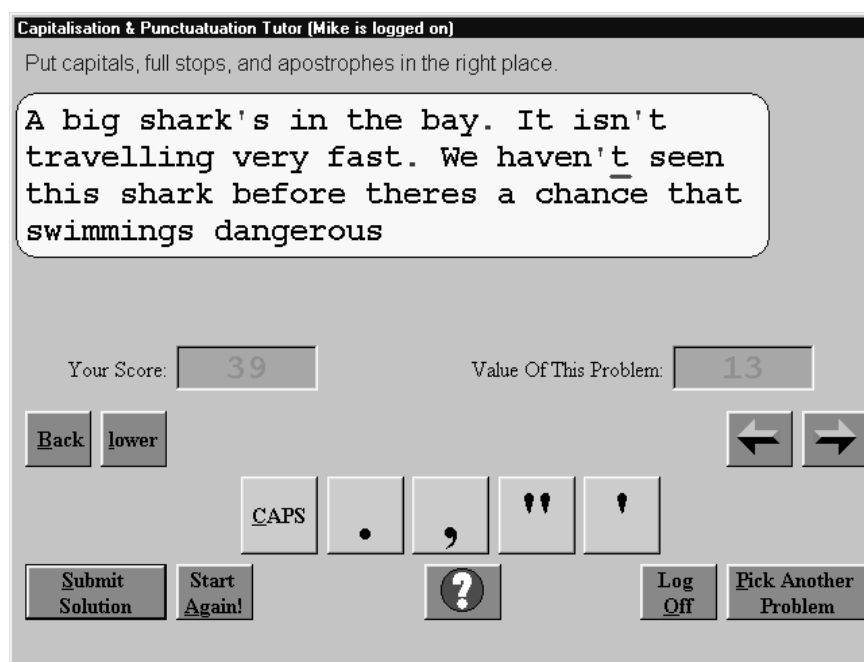 Capitalisation & Punctuatuation Tutor (Mike is logged on)
Put capitals, full stops, and apostrophes in the right place.
A big shark's in the bay. It isn't
travelling very fast. We haven't seen
this shark before theres a chance that
swimmings dangerous
Your Score: 39 Value Of This Problem: 13
Back lower
CAPS . , " '
Submit Solution Start Again! ? Log Off Pick Another Problem